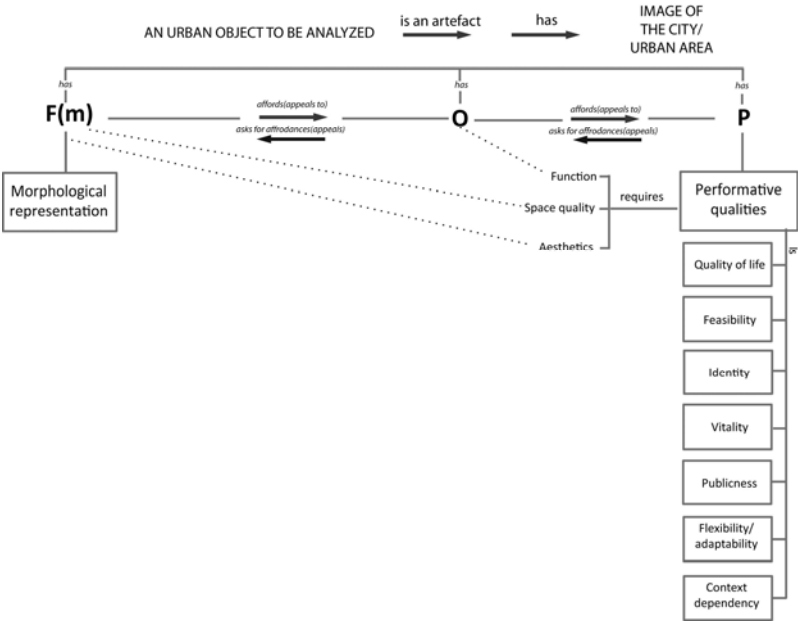 IMAGE OF
THE CITY/
URBAN AREA
AN URBAN OBJECT TO BE ANALYZED
is an artefact
has
has
has
has
F(m)
affords(appeals to)
asks for affrodances(appeals)
O
affords(appeals to)
asks for affrodances(appeals)
P
Morphological
representation
Function
Space quality
Aesthetics
requires
Performative
qualities
is
Quality of life
Feasibility
Identity
Vitality
Publicness
Flexibility/
adaptability
Context
dependency